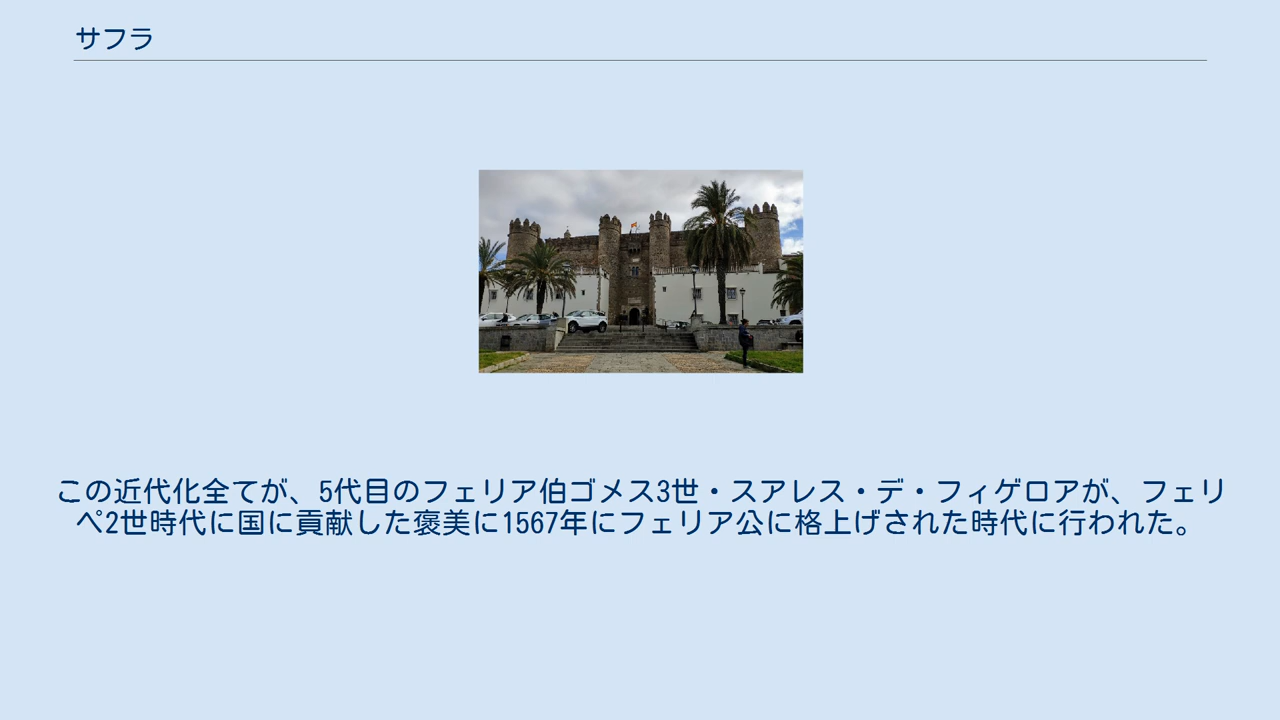 サフラ
この近代化全てが、5代目のフェリア伯ゴメス3世・スアレス・デ・フィゲロアが、フェリ
ペ2世時代に国に貢献した褒美に1567年にフェリア公に格上げされた時代に行われた。